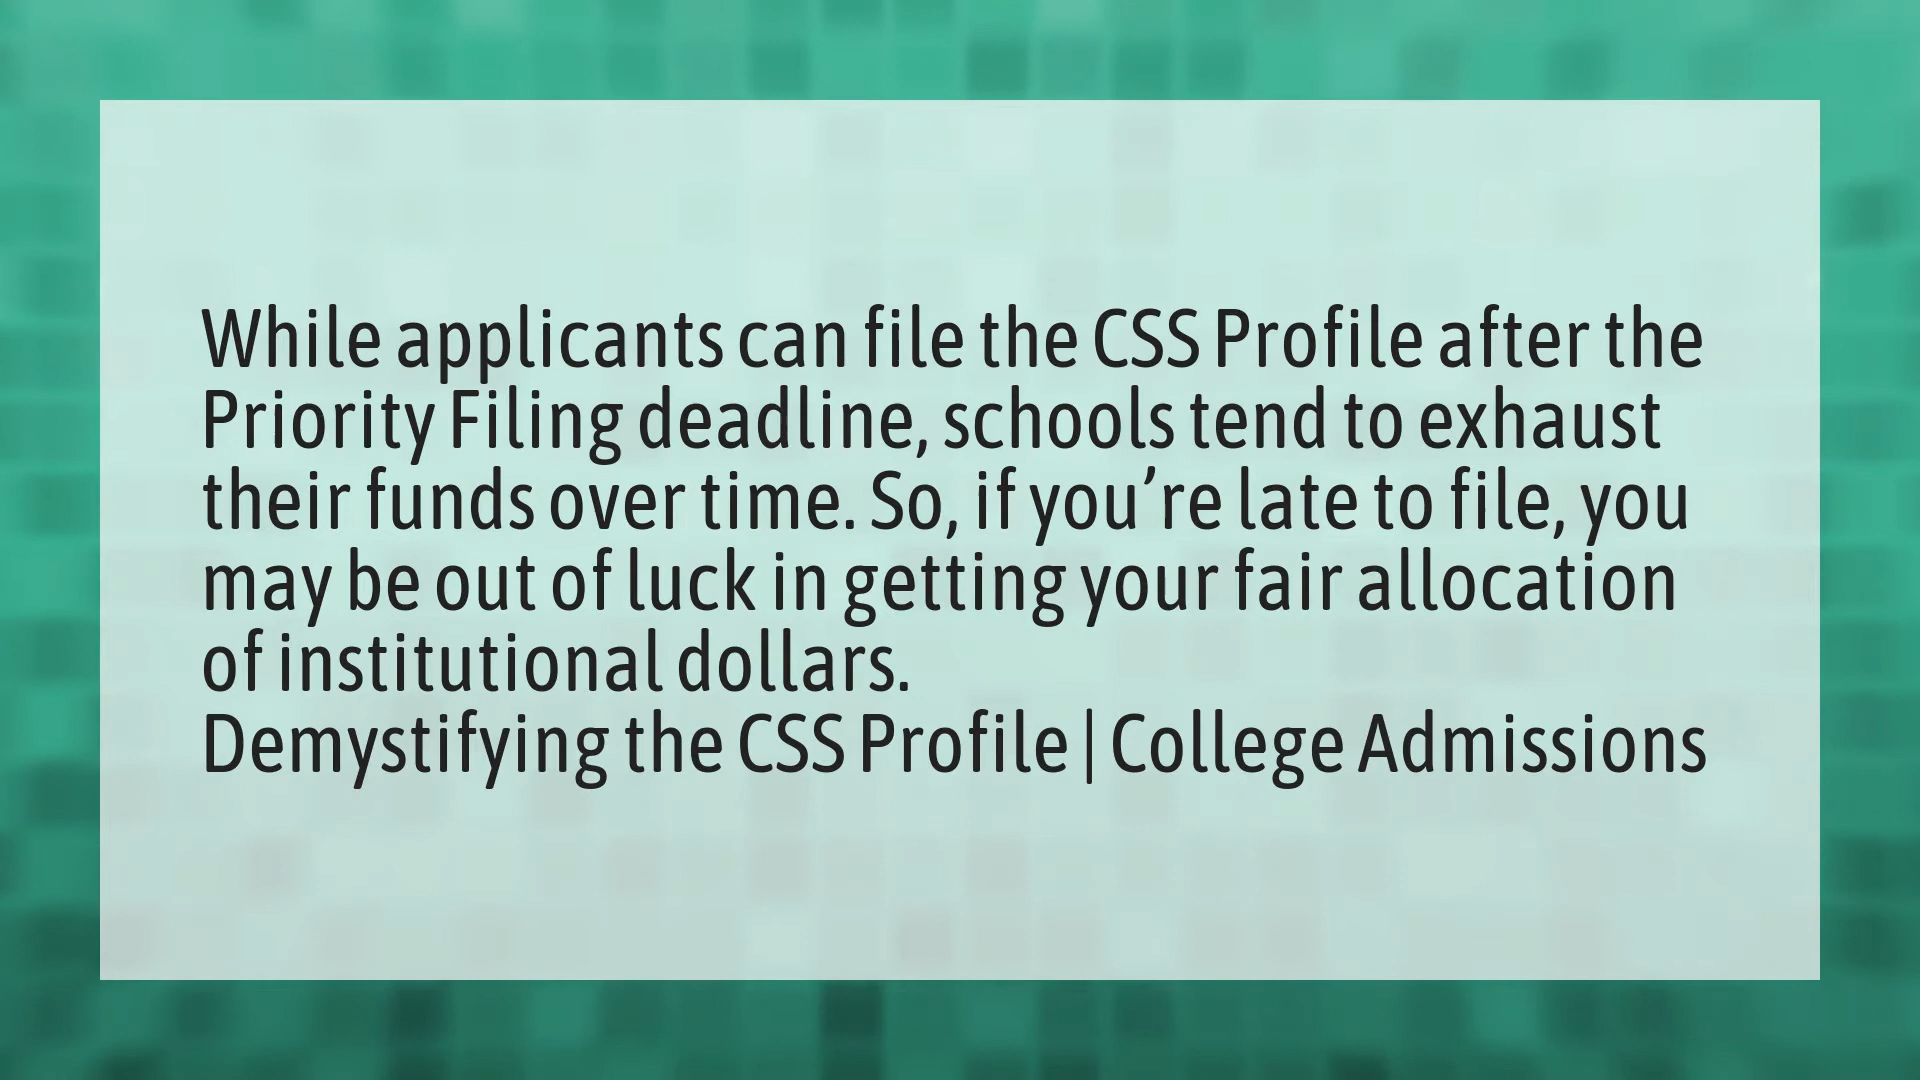 While applicants can file the CSS Profile after the
Priority Filing deadline, schools tend to exhaust
their funds over time. So, if you’re late to file, you
may be out of luck in getting your fair allocation
of institutional dollars.
Demystifying the CSS Profile | College Admissions